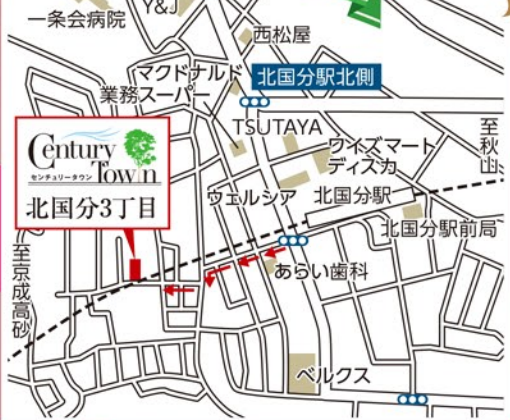 一条会病院
Y&J
西松屋
マクドナルド
北国分駅北側
業務スーパー
TSUTAYA
至秋山
ワイズマート
ディスカ
Century
Town
センチュリータウン
北国分3丁目
ウェルシア
北国分駅
北国分駅前局
至京成高砂
あらい歯科
ベルクス